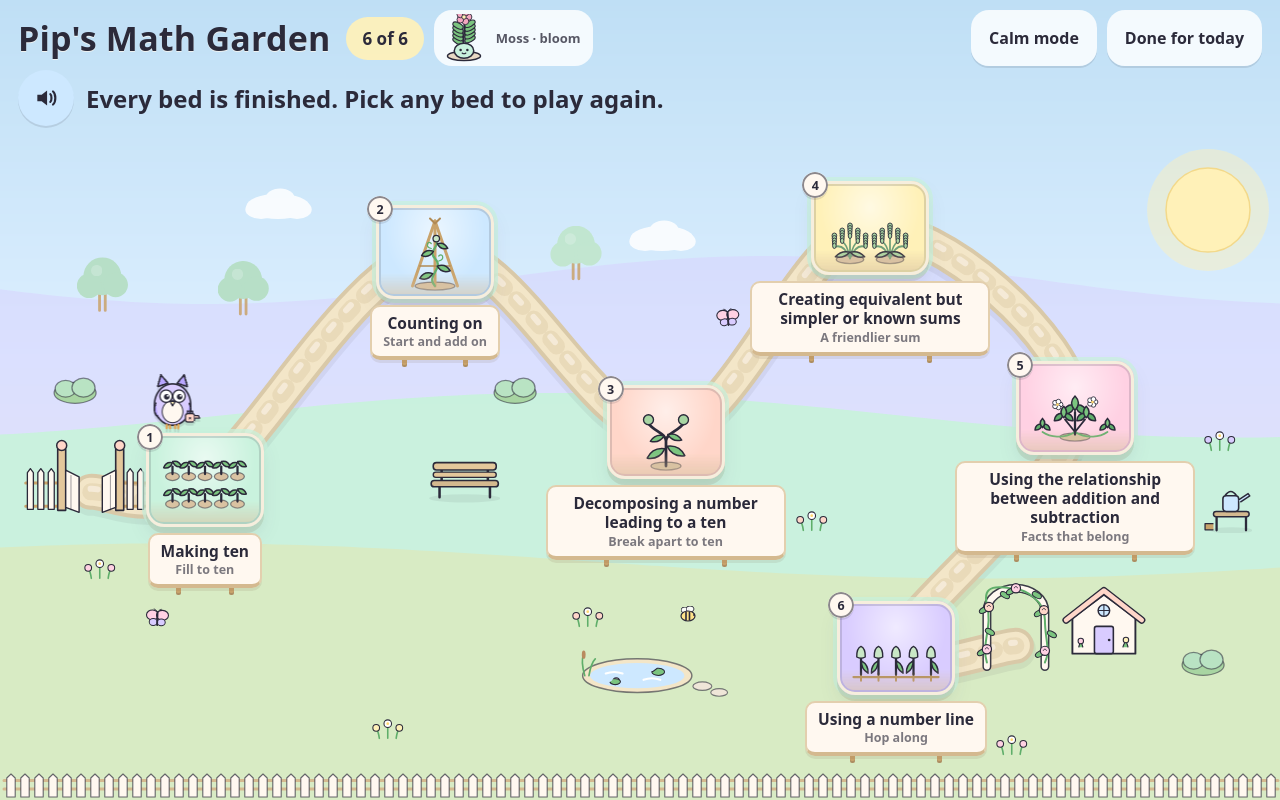 Pip's Math Garden
6 of 6
Moss · bloom
Calm mode
Done for today
Every bed is finished. Pick any bed to play again.
1
Making ten
Fill to ten
2
Counting on
Start and add on
3
Decomposing a number
leading to a ten
Break apart to ten
4
Creating equivalent but
simpler or known sums
A friendlier sum
5
Using the relationship
between addition and
subtraction
Facts that belong
6
Using a number line
Hop along